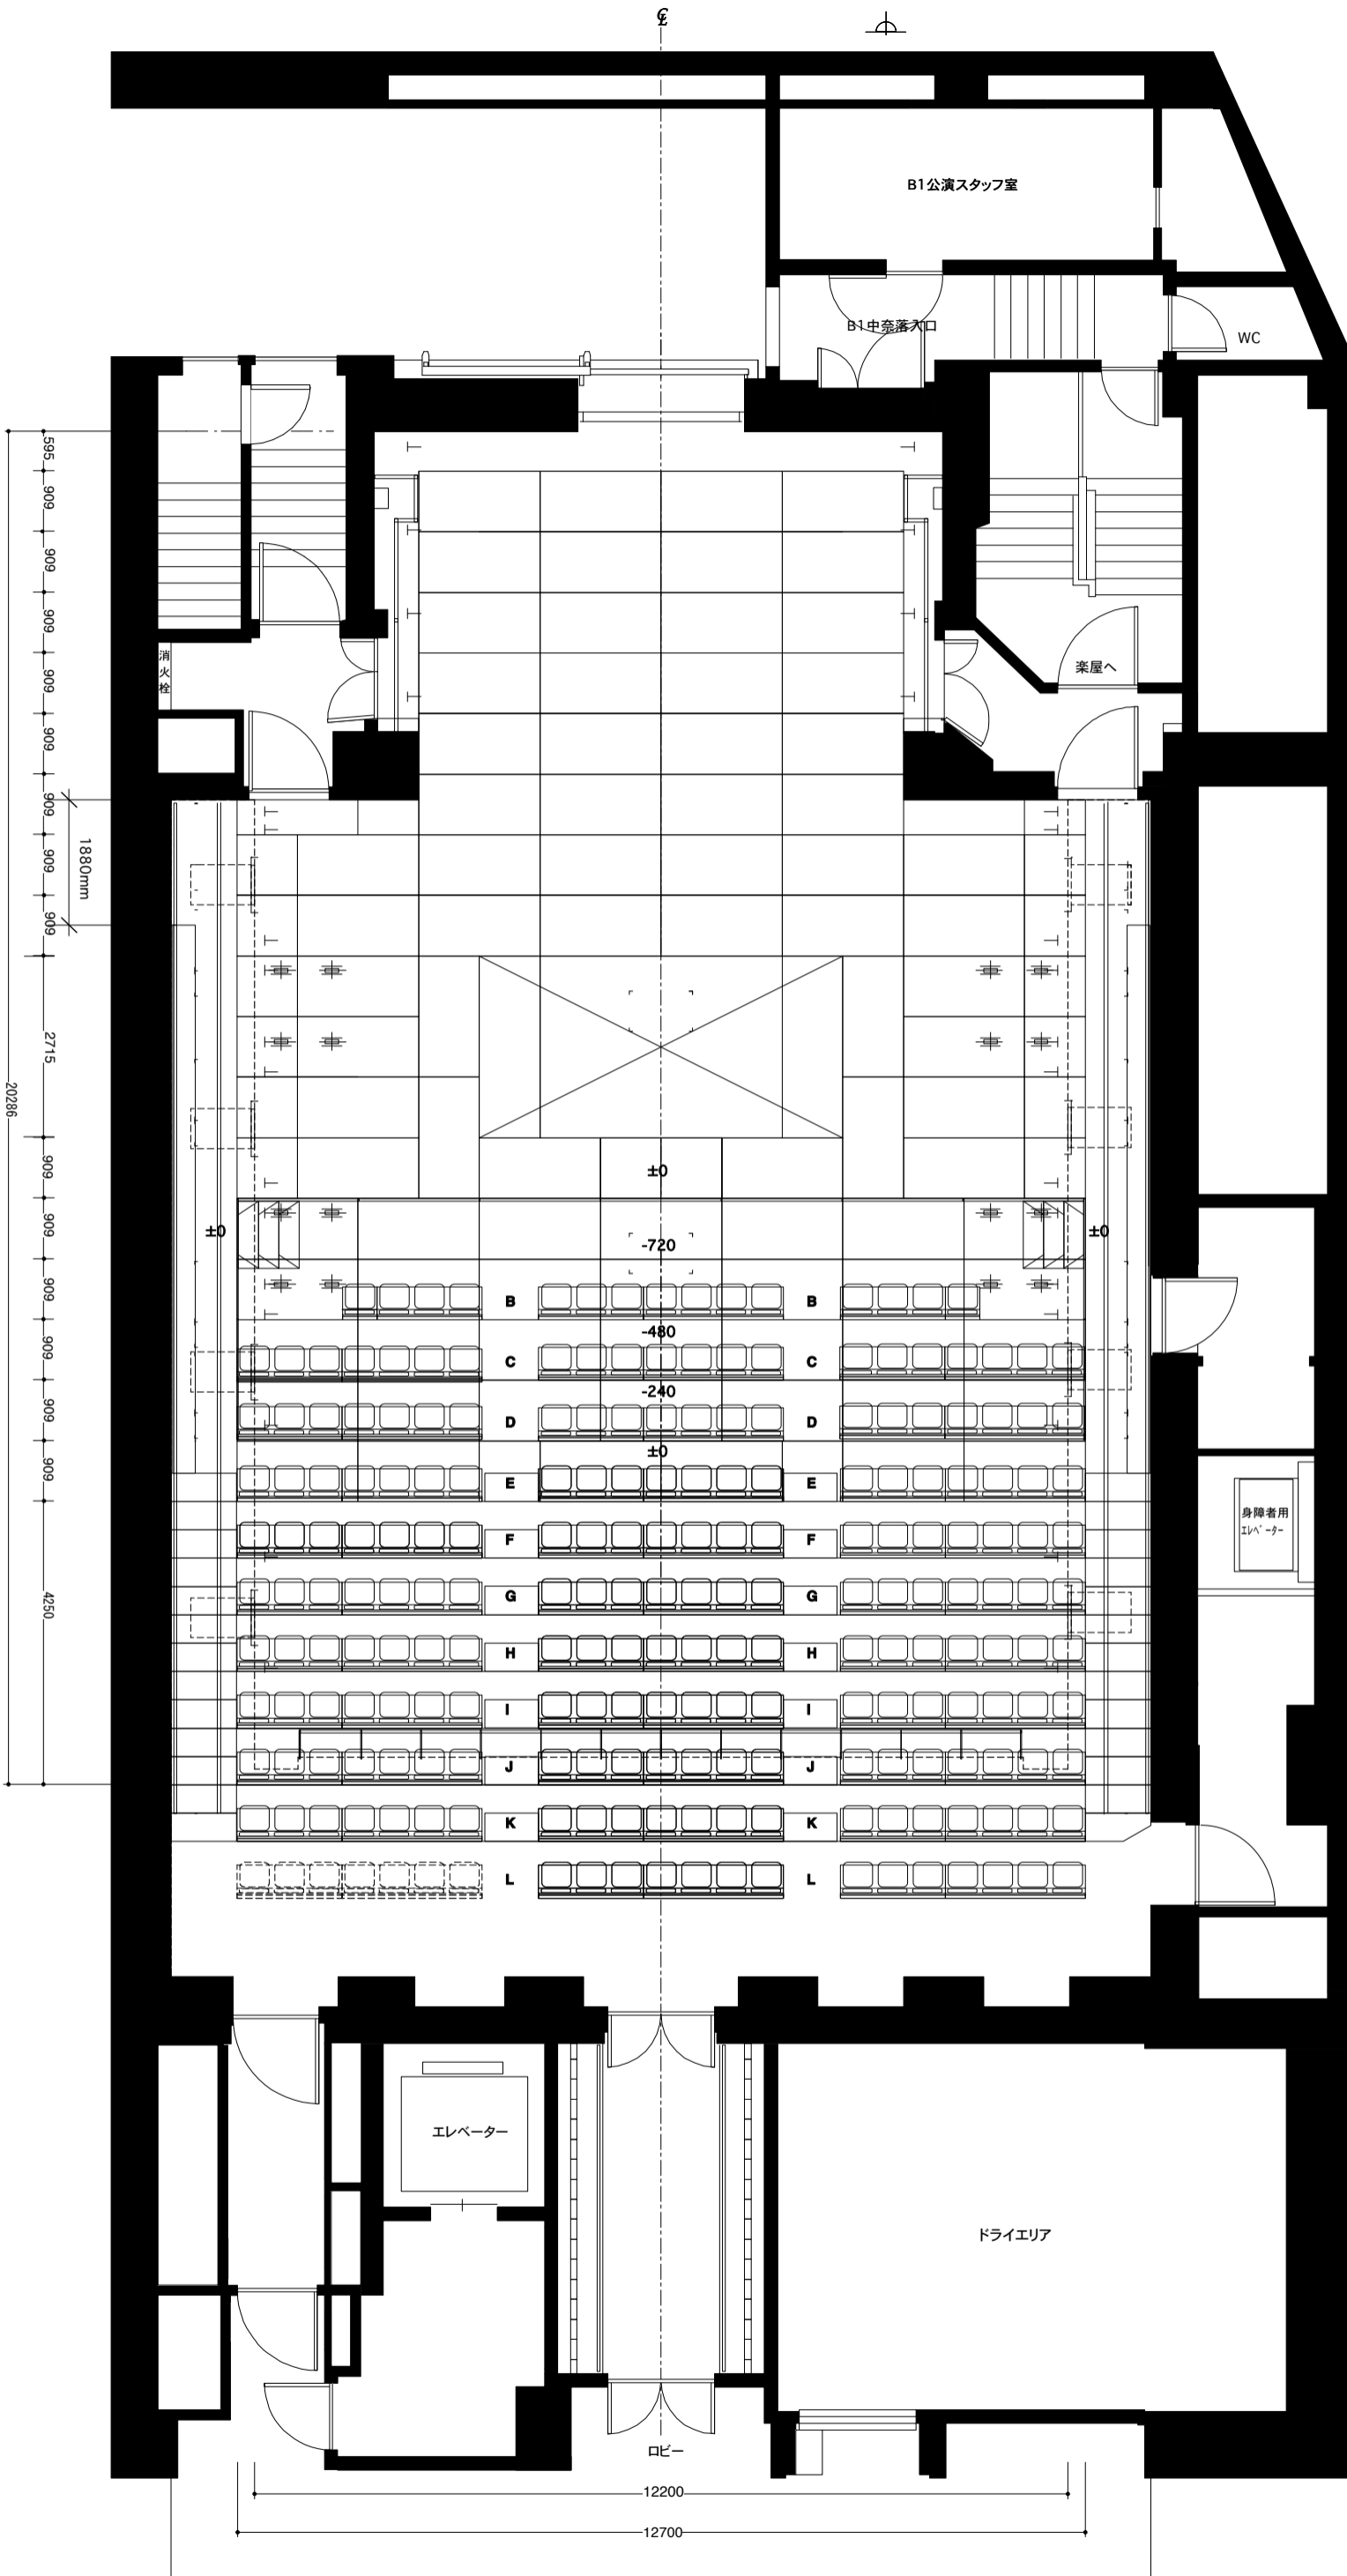 ℄
B1公演スタッフ室
B1中奈落入口
WC
595
909
909
909
909
909
909
909
909
1880mm
2715
20286
909
909
909
909
909
909
4250
消火栓
楽屋へ
±0
±0
±0
-720
B
B
-480
C
C
-240
D
D
±0
E
E
F
F
G
G
H
H
I
I
J
J
K
K
L
L
身障者用
エレベーター
エレベーター
ドライエリア
ロビー
12200
12700